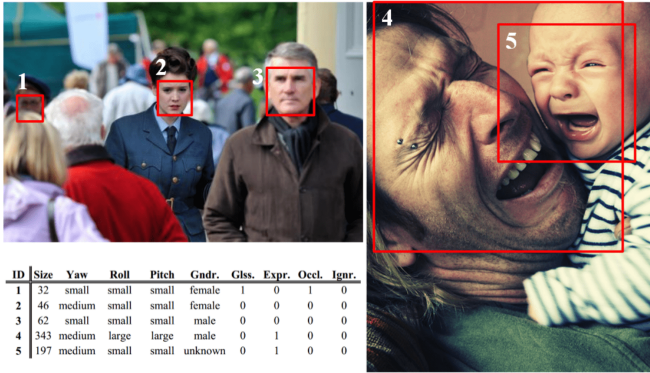 1
2
3
4
5
ID Size Yaw Roll Pitch Gndr. Glss. Expr. Occl. Ignr.
1 32 small small small female 1 0 1 0
2 46 medium small small female 0 0 0 0
3 62 small small small male 0 0 0 0
4 343 medium large large male 0 1 0 0
5 197 medium small small unknown 0 1 0 0